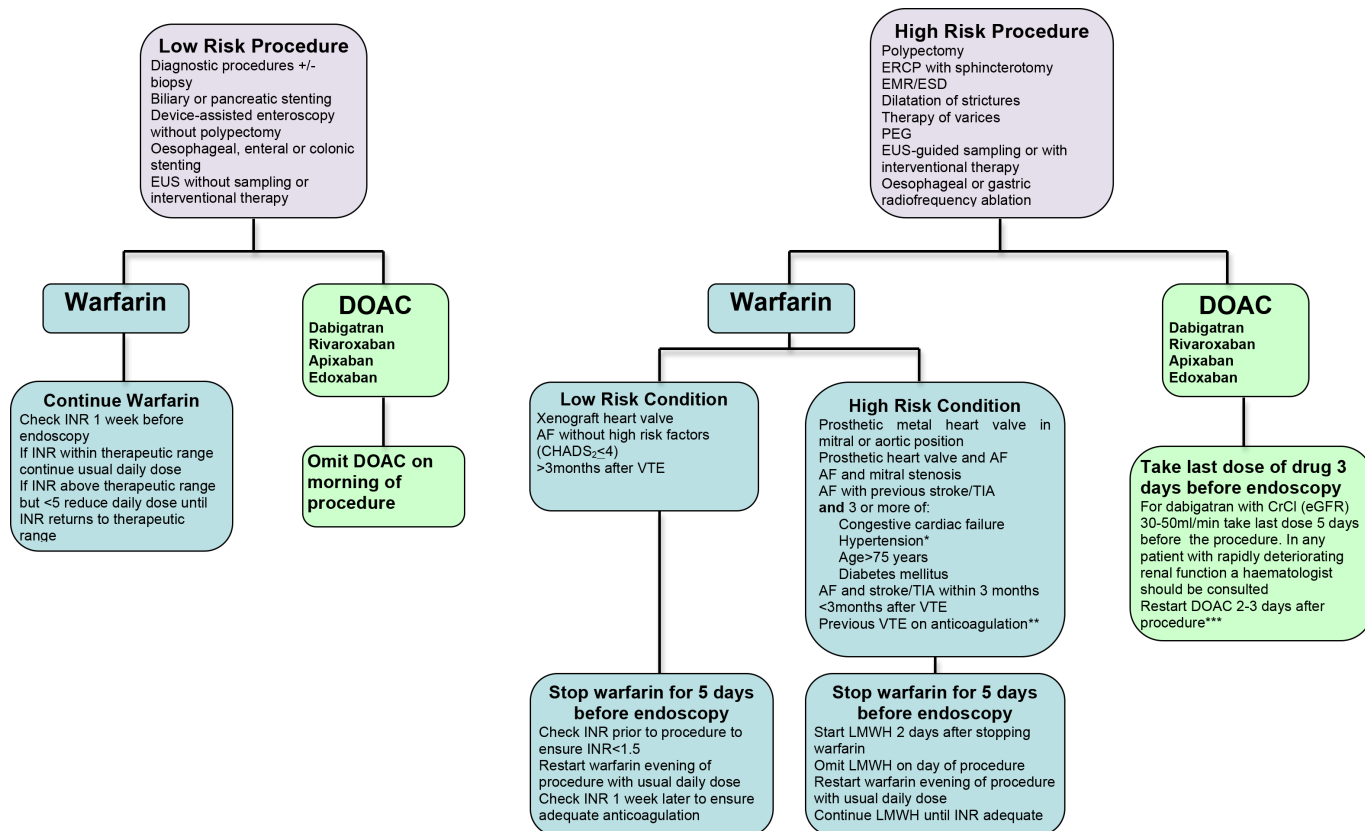 Low Risk Procedure
Diagnostic procedures +/-
biopsy
Biliary or pancreatic stenting
Device-assisted enteroscopy
without polypectomy
Oesophageal, enteral or colonic
stenting
EUS without sampling or
interventional therapy
High Risk Procedure
Polypectomy
ERCP with sphincterotomy
EMR/ESD
Dilatation of strictures
Therapy of varices
PEG
EUS-guided sampling or with
interventional therapy
Oesophageal or gastric
radiofrequency ablation
Warfarin
DOAC
Dabigatran
Rivaroxaban
Apixaban
Edoxaban
Warfarin
DOAC
Dabigatran
Rivaroxaban
Apixaban
Edoxaban
Continue Warfarin
Check INR 1 week before
endoscopy
If INR within therapeutic range
continue usual daily dose
If INR above therapeutic range
but <5 reduce daily dose until
INR returns to therapeutic
range
Omit DOAC on
morning of
procedure
Low Risk Condition
Xenograft heart valve
AF without high risk factors
(CHADS₂<4)
>3months after VTE
High Risk Condition
Prosthetic metal heart valve in
mitral or aortic position
Prosthetic heart valve and AF
AF and mitral stenosis
AF with previous stroke/TIA
and 3 or more of:
Congestive cardiac failure
Hypertension*
Age>75 years
Diabetes mellitus
AF and stroke/TIA within 3 months
<3months after VTE
Previous VTE on anticoagulation**
Take last dose of drug 3
days before endoscopy
For dabigatran with CrCl (eGFR)
30-50ml/min take last dose 5 days
before the procedure. In any
patient with rapidly deteriorating
renal function a haematologist
should be consulted
Restart DOAC 2-3 days after
procedure***
Stop warfarin for 5 days
before endoscopy
Check INR prior to procedure to
ensure INR<1.5
Restart warfarin evening of
procedure with usual daily dose
Check INR 1 week later to ensure
adequate anticoagulation
Stop warfarin for 5 days
before endoscopy
Start LMWH 2 days after stopping
warfarin
Omit LMWH on day of procedure
Restart warfarin evening of procedure
with usual daily dose
Continue LMWH until INR adequate